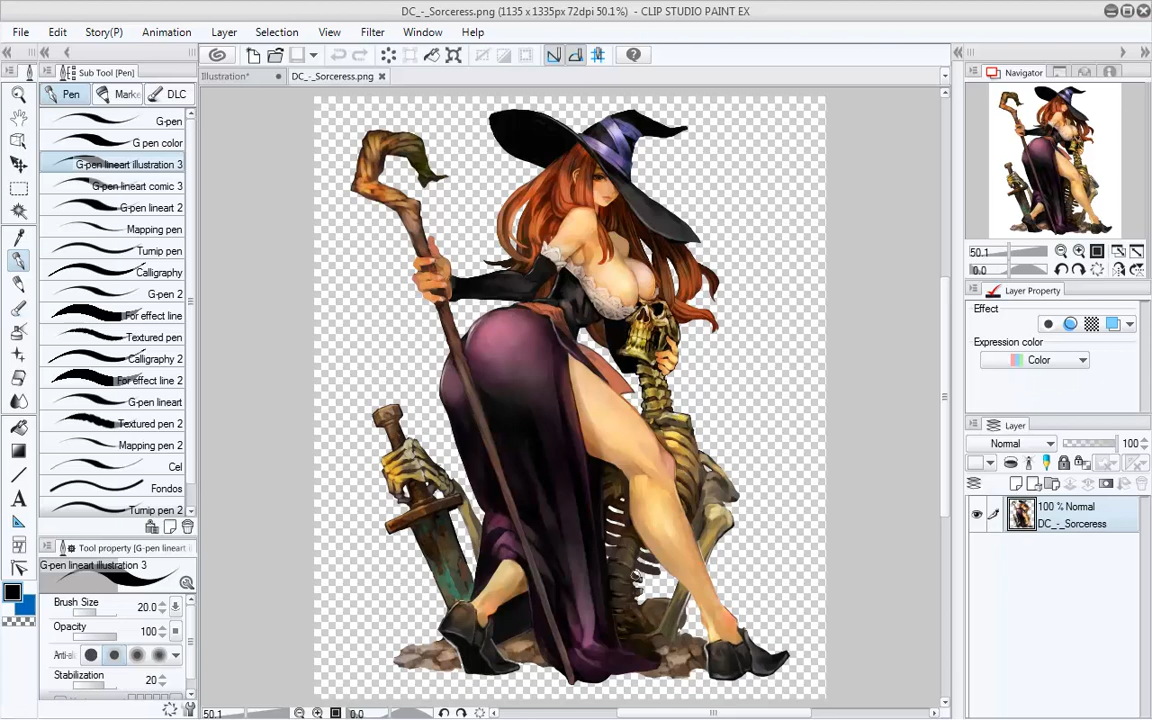 DC_-_Sorceress.png (1135 x 1335px 72dpi 50.1%) - CLIP STUDIO PAINT EX
File Edit Story(P) Animation Layer Selection View Filter Window Help
Sub Tool [Pen]
Illustration* DC_-_Sorceress.png
Pen Marke DLC
G-pen
G pen color
G-pen lineart illustration 3
G-pen lineart comic 3
G-pen lineart 2
Mapping pen
Turnip pen
Calligraphy
G-pen 2
For effect line
Textured pen
Calligraphy 2
For effect line 2
G-pen lineart
Textured pen 2
Mapping pen 2
Cel
Fondos
Turnip pen 2
Tool property [G-pen lineart i
G-pen lineart illustration 3
Brush Size 20.0
Opacity 100
Stabilization 20
50.1 0.0
Navigator
50.1
0.0
Layer Property
Effect
Expression color
Color
Layer
Normal 100
100 % Normal
DC_-_Sorceress